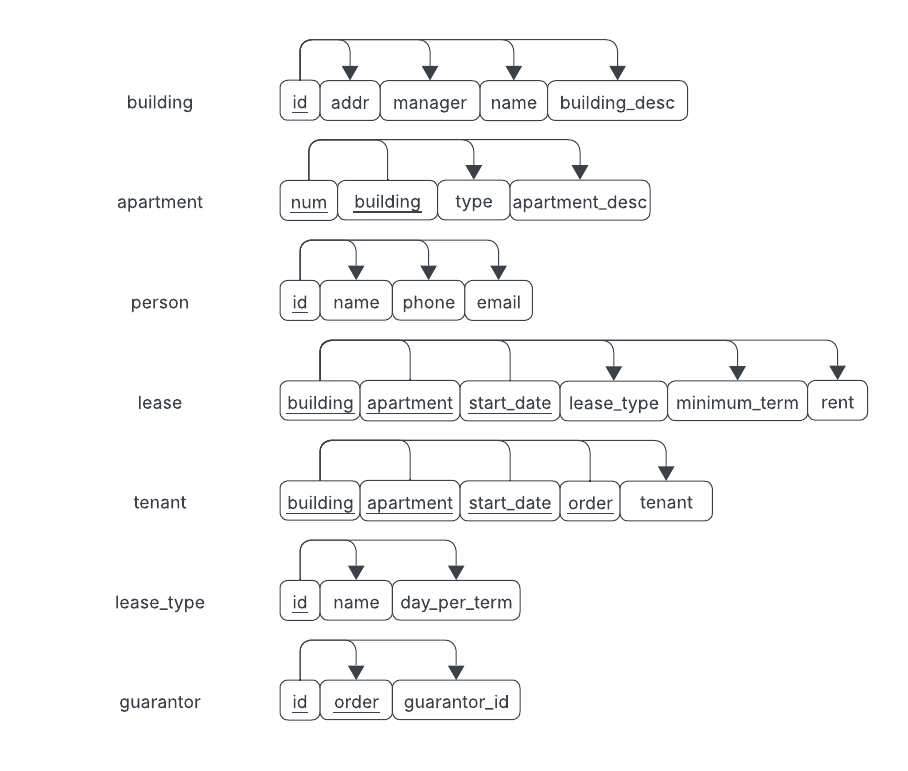 building id addr manager name building_desc
apartment num building type apartment_desc
person id name phone email
lease building apartment start_date lease_type minimum_term rent
tenant building apartment start_date order tenant
lease_type id name day_per_term
guarantor id order guarantor_id